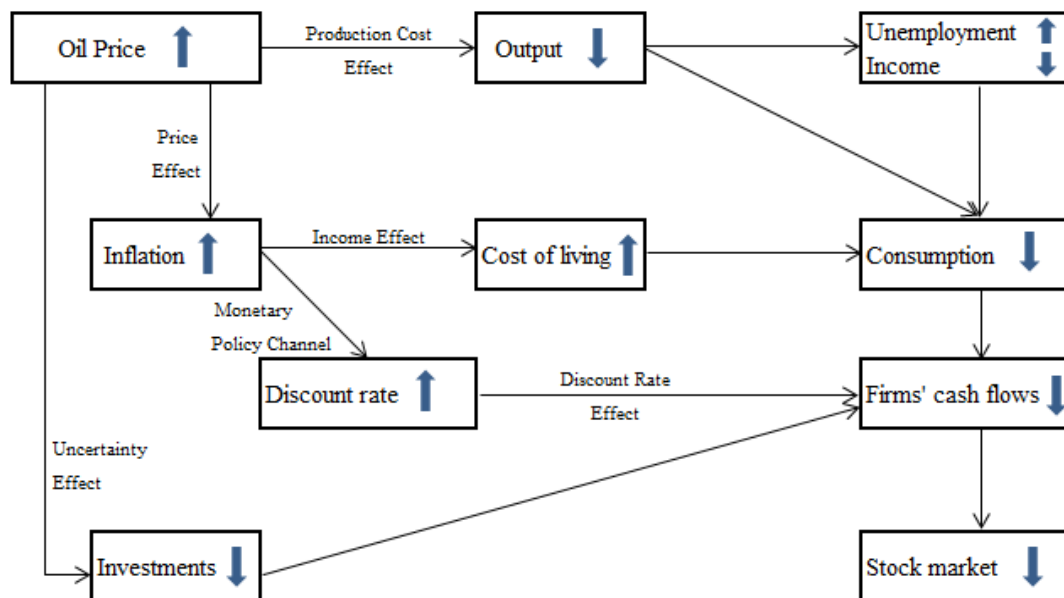 Oil Price
Production Cost
Effect
Output
Unemployment
Income
Price
Effect
Inflation
Income Effect
Cost of living
Consumption
Monetary
Policy Channel
Discount rate
Discount Rate
Effect
Firms' cash flows
Uncertainty
Effect
Investments
Stock market